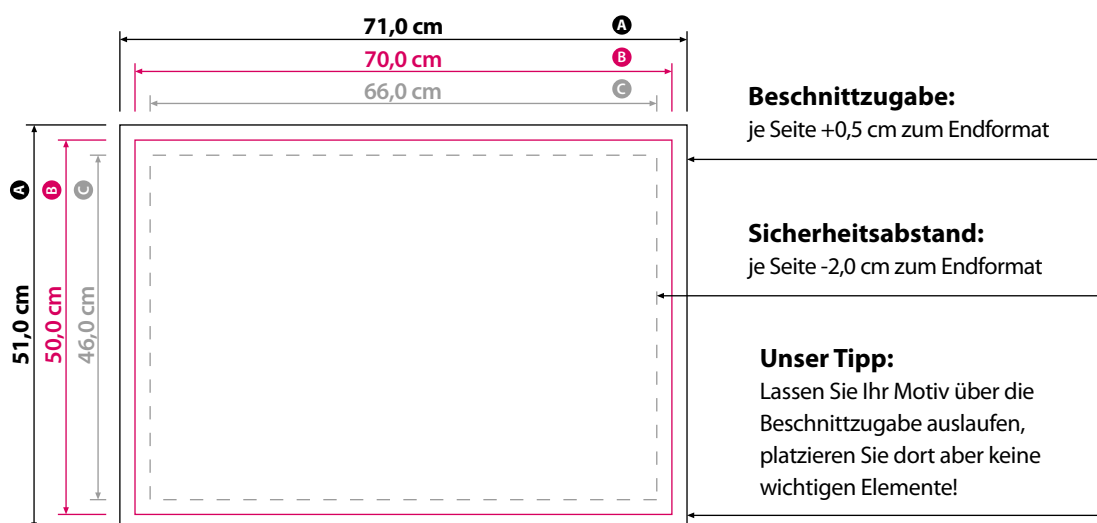 71,0 cm A
70,0 cm B
66,0 cm C
A
B
C
51,0 cm
50,0 cm
46,0 cm
Beschnittzugabe:
je Seite +0,5 cm zum Endformat
Sicherheitsabstand:
je Seite -2,0 cm zum Endformat
Unser Tipp:
Lassen Sie Ihr Motiv über die
Beschnittzugabe auslaufen,
platzieren Sie dort aber keine
wichtigen Elemente!